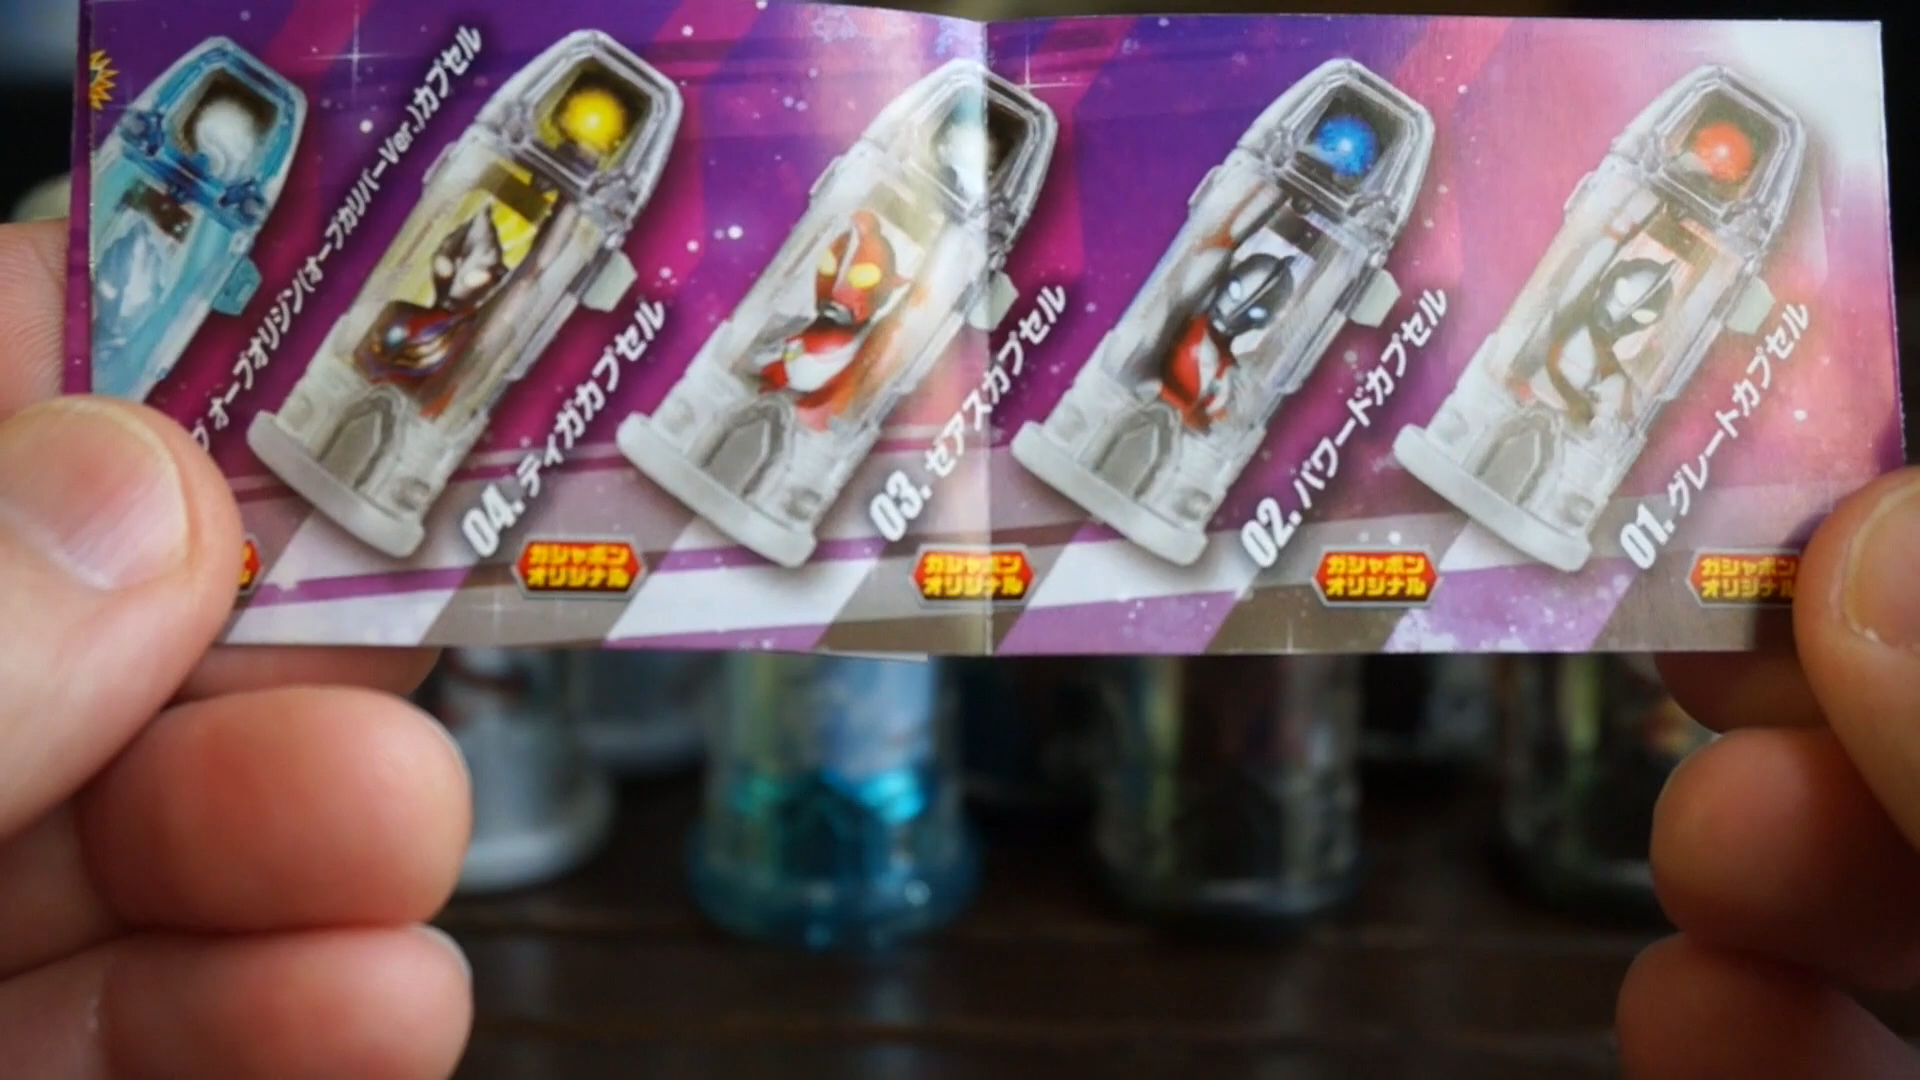 オーブオリジン(オーブカリバーVer.)カプセル
04. ティガカプセル
ガシャポン
オリジナル
03. ゼアスカプセル
ガシャポン
オリジナル
02. パワードカプセル
ガシャポン
オリジナル
01. グレートカプセル
ガシャポン
オリジナル